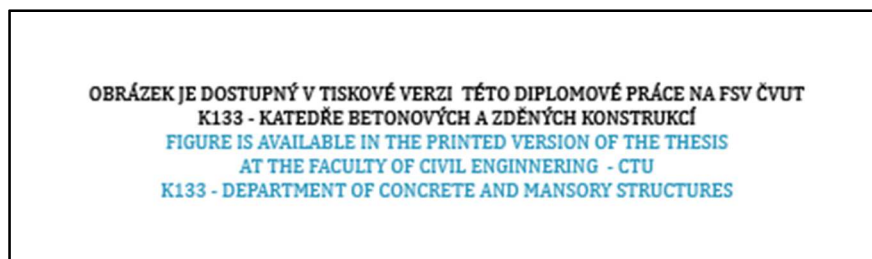 OBRÁZEK JE DOSTUPNÝ V TISKOVÉ VERZI TÉTO DIPLOMOVÉ PRÁCE NA FSV ČVUT
K133 - KATEDŘE BETONOVÝCH A ZDĚNÝCH KONSTRUKCÍ
FIGURE IS AVAILABLE IN THE PRINTED VERSION OF THE THESIS
AT THE FACULTY OF CIVIL ENGINNERING - CTU
K133 - DEPARTMENT OF CONCRETE AND MANSORY STRUCTURES